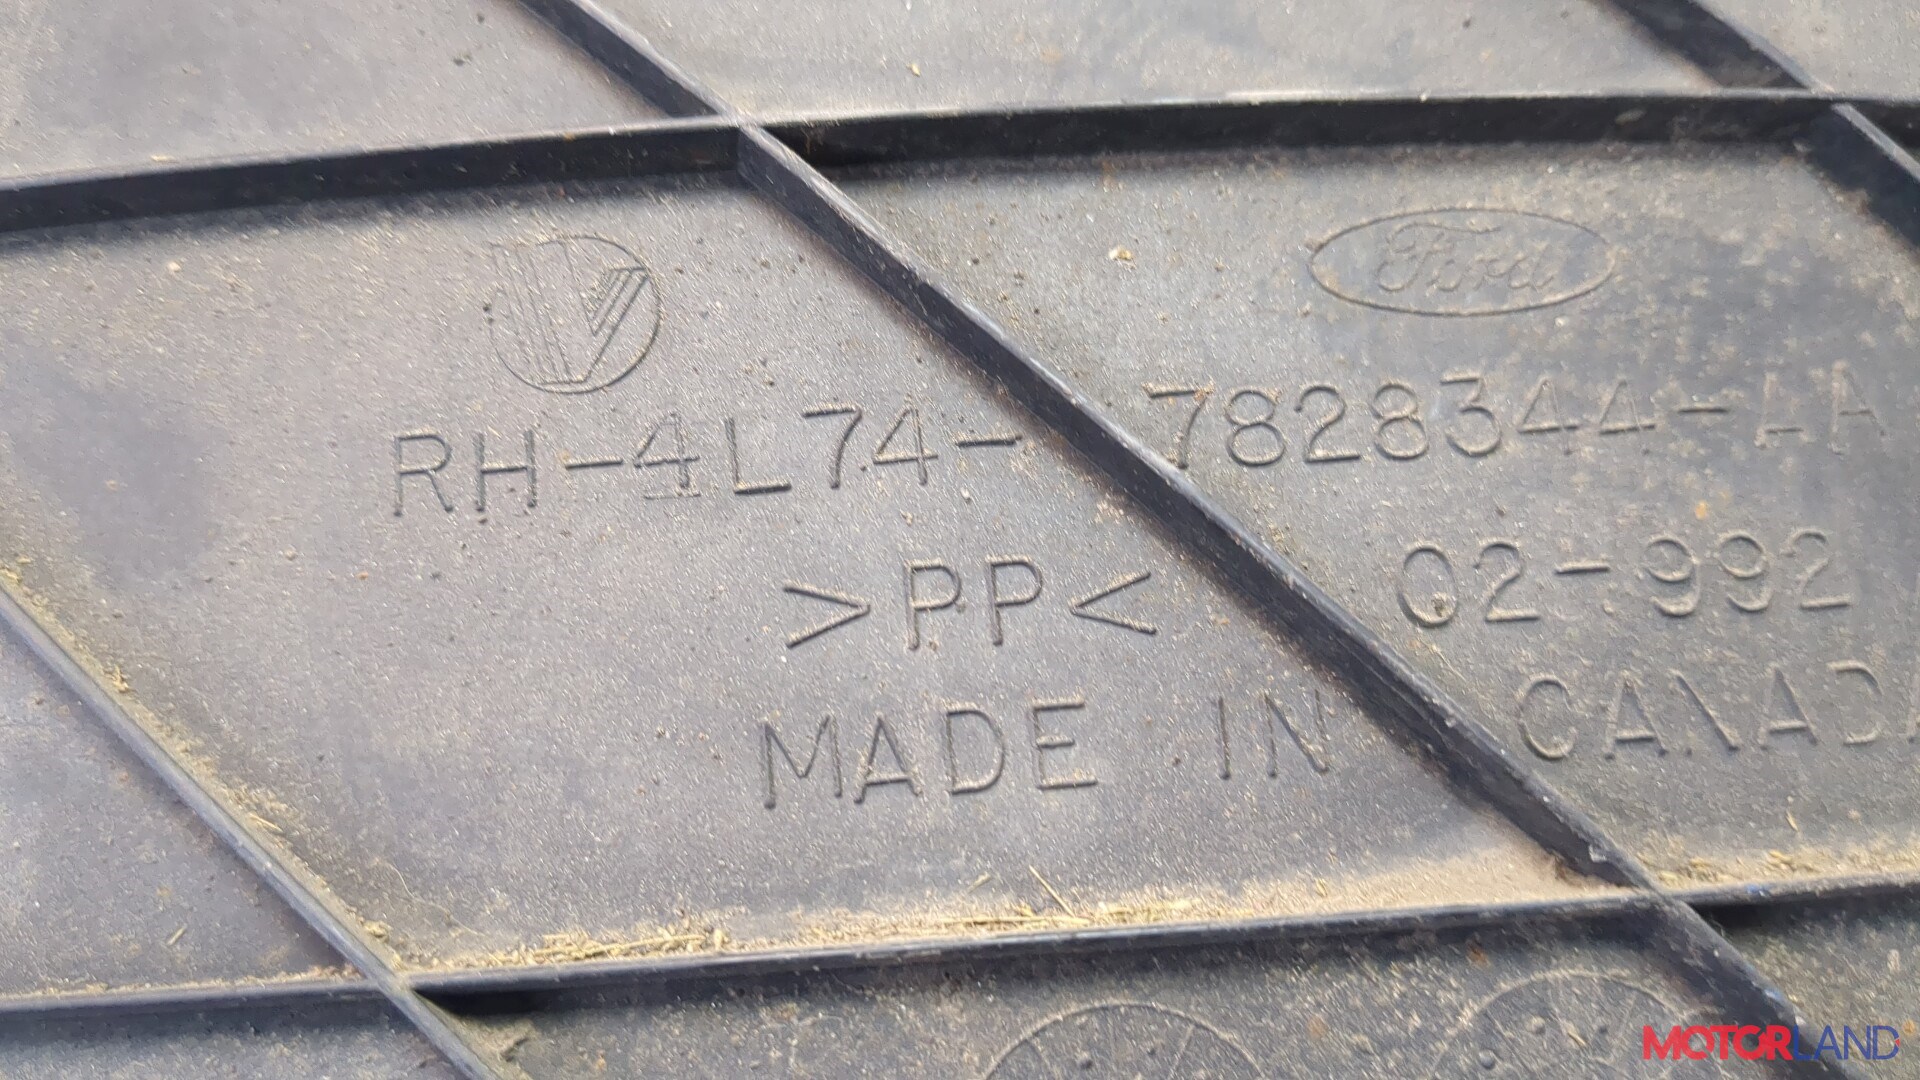 Ford
RH-4L74-7828344-AA
>PP< 02-992
MADE IN CANADA
MOTORLAND